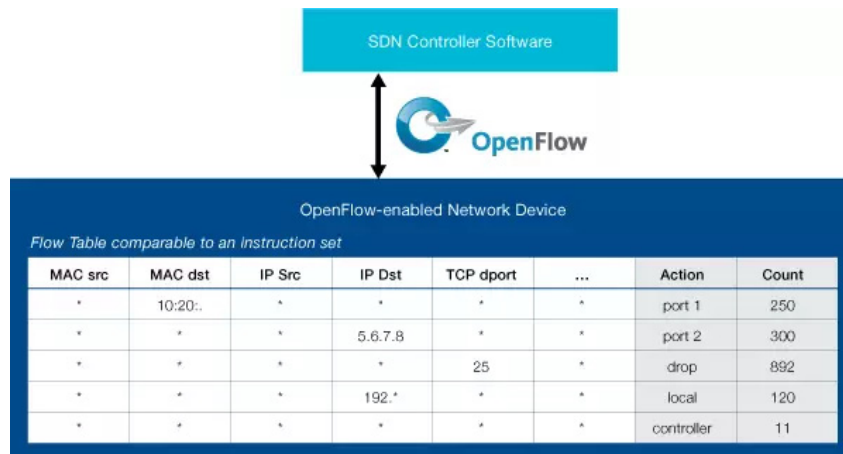 SDN Controller Software
OpenFlow
OpenFlow-enabled Network Device
Flow Table comparable to an instruction set
MAC src MAC dst IP Src IP Dst TCP dport ... Action Count
* 10:20:. * * * * port 1 250
* * * 5.6.7.8 * * port 2 300
* * * * 25 * drop 892
* * * 192.* * * local 120
* * * * * * controller 11